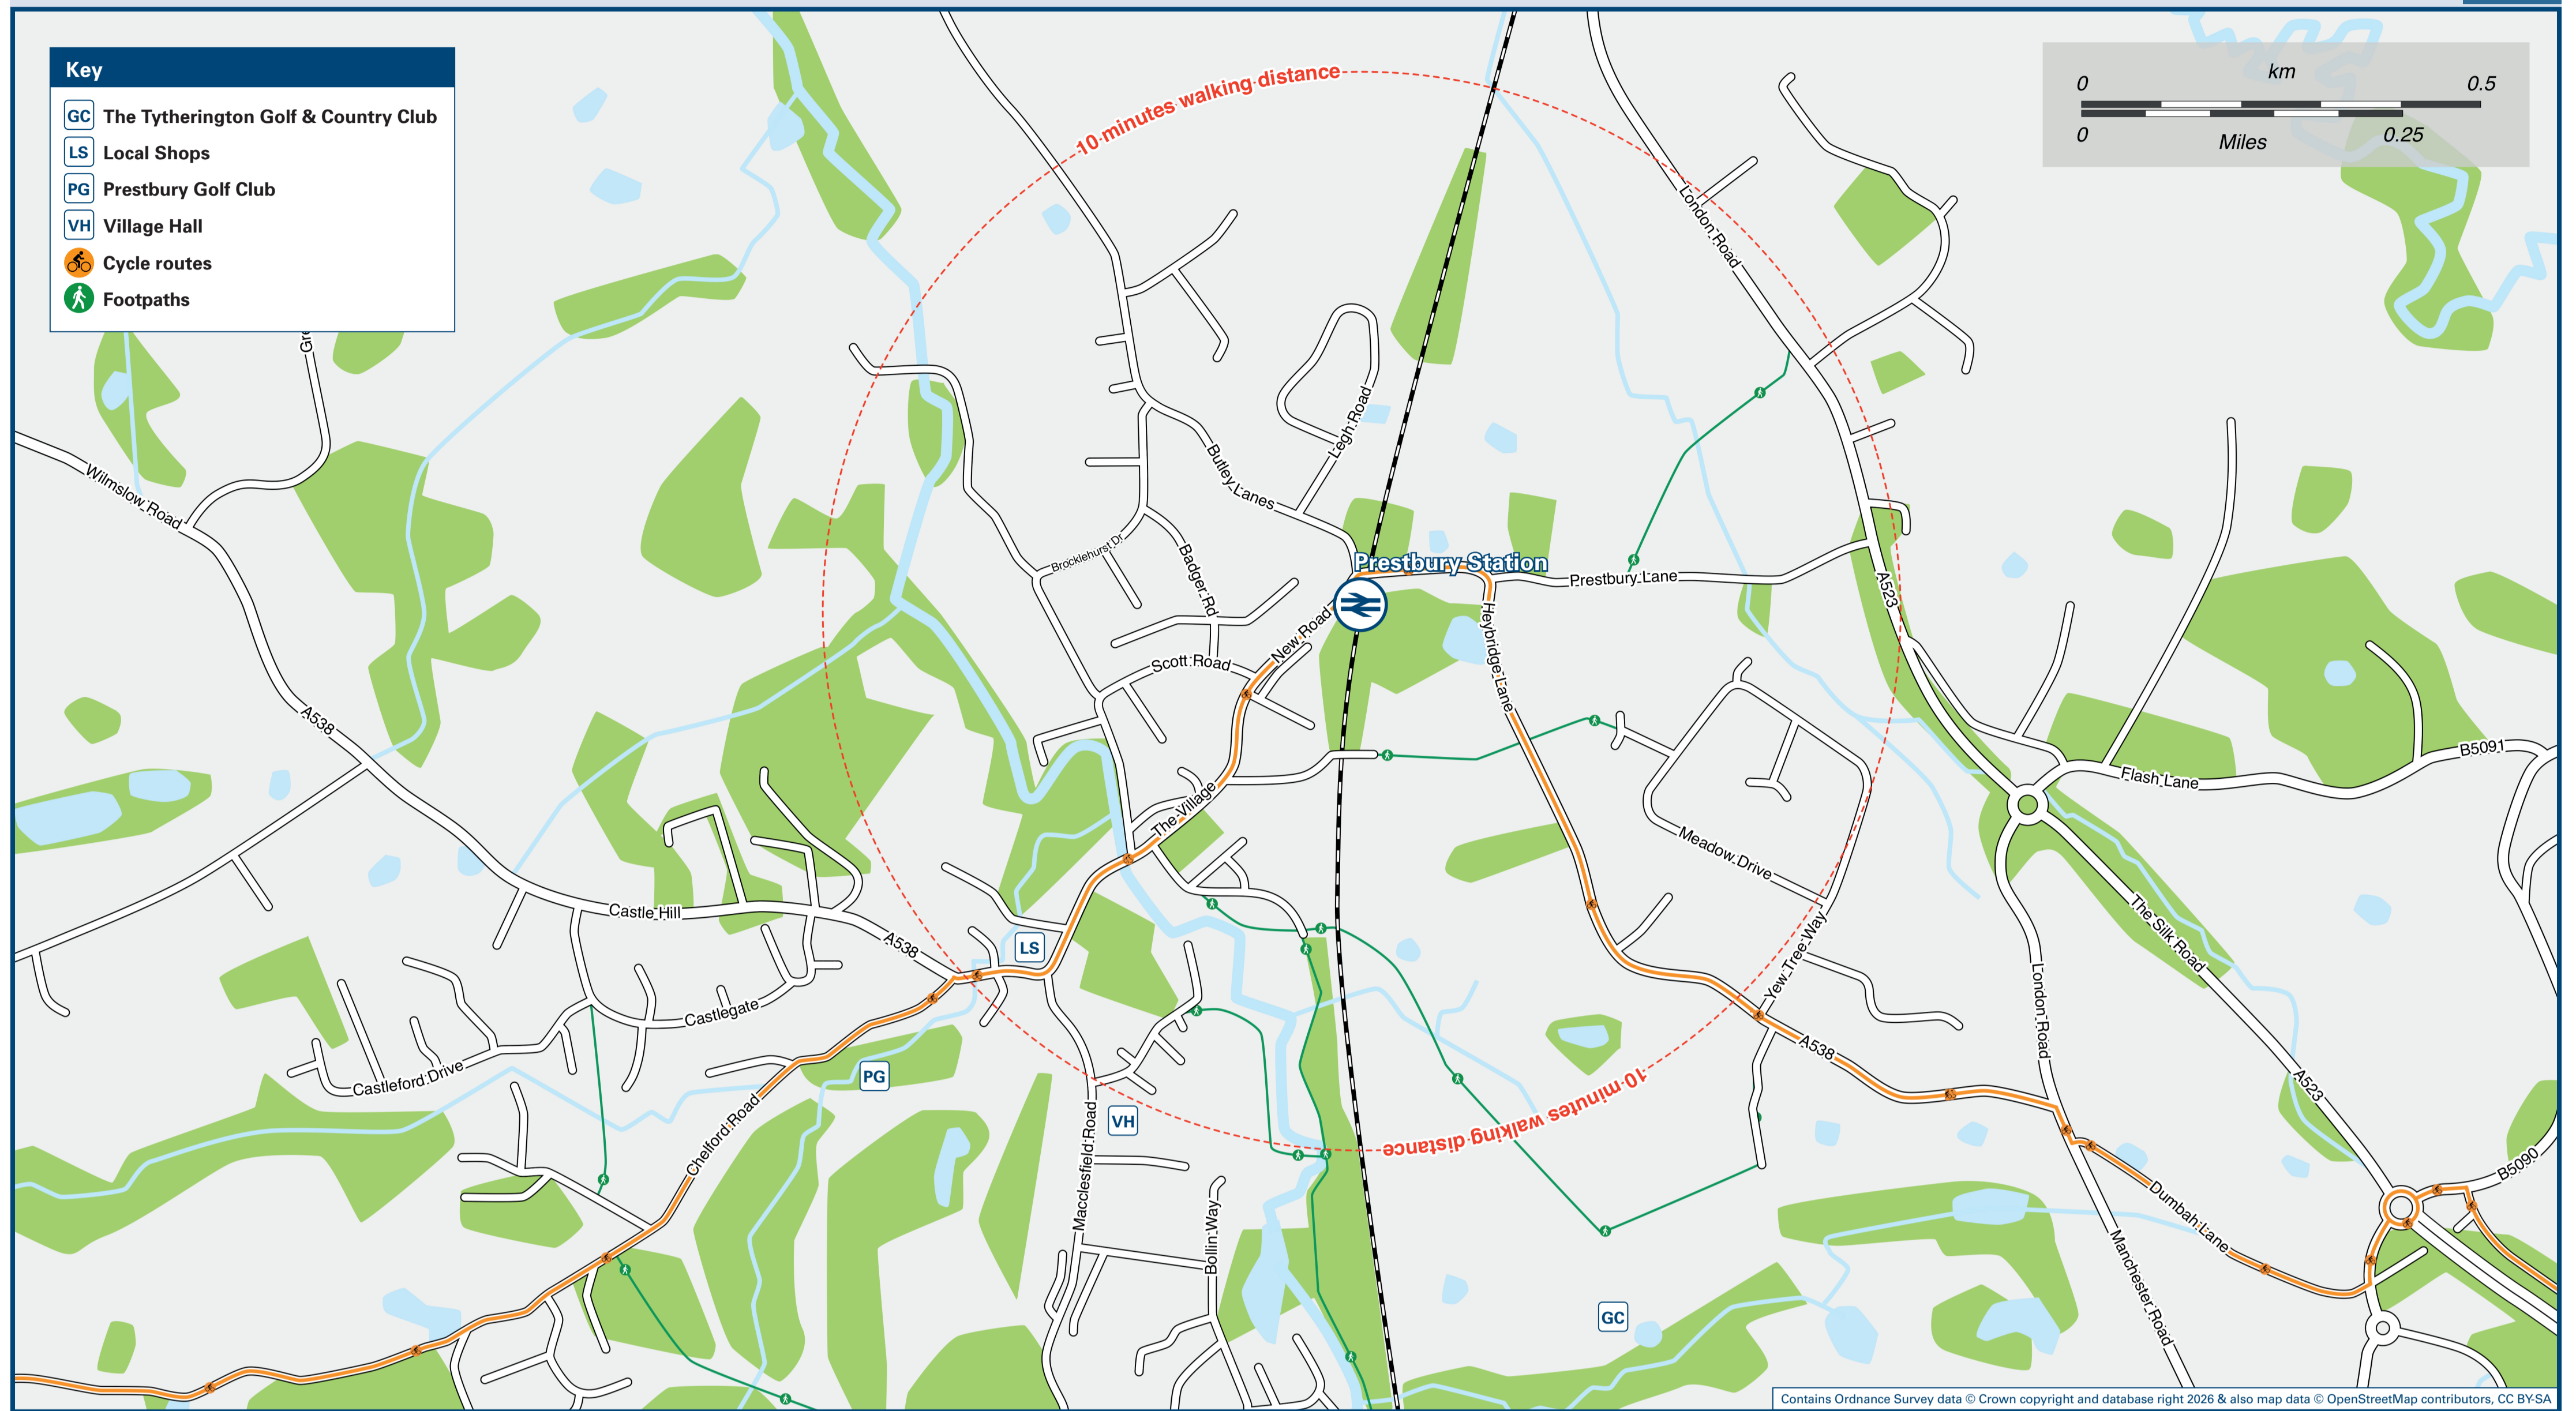 Key
GC The Tytherington Golf & Country Club
LS Local Shops
PG Prestbury Golf Club
VH Village Hall
Cycle routes
Footpaths
km
0 0.5
0 0.25
Miles
10 minutes walking distance
London Road
Gre
Wilmslow Road
Legh Road
Butley Lanes
Brocklehurst Dr
Badger Rd
Prestbury Station
Prestbury Lane
A523
New Road
Heybridge Lane
Scott Road
A538
B5091
Flash Lane
The Village
Meadow Drive
Castle Hill
A538
LS
The Silk Road
Yew Tree Way
London Road
Castlegate
A538
Castleford Drive
PG
A523
10 minutes walking distance
VH
Chelford Road
Macclesfield Road
B5090
Dumbah Lane
Bollin Way
Manchester Road
GC
Contains Ordnance Survey data © Crown copyright and database right 2026 & also map data © OpenStreetMap contributors, CC BY-SA